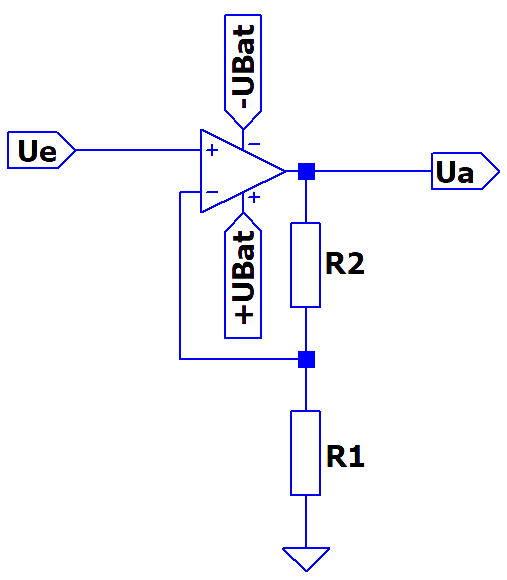 -UBat
Ue
+
−
−
+
Ua
+UBat
R2
R1